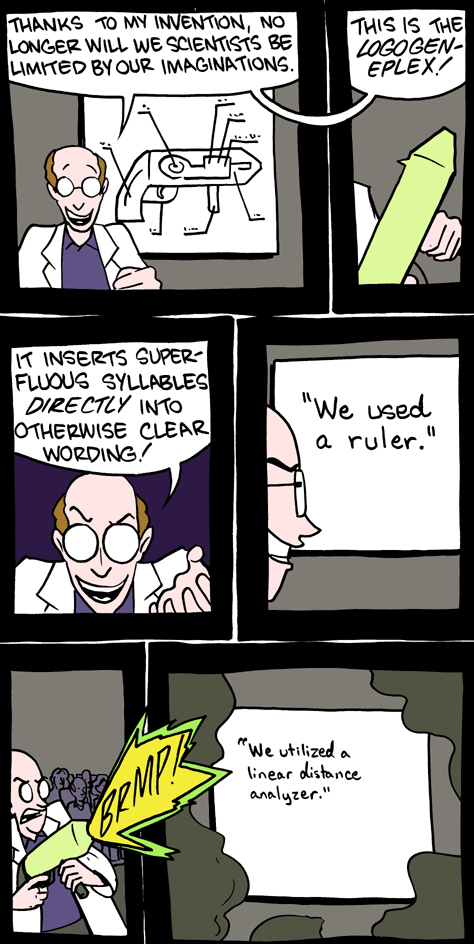 THANKS TO MY INVENTION, NO
LONGER WILL WE SCIENTISTS BE
LIMITED BY OUR IMAGINATIONS.
THIS IS THE
LOGOGEN-
EPLEX!
IT INSERTS SUPER-
FLUOUS SYLLABLES
DIRECTLY INTO
OTHERWISE CLEAR
WORDING!
"We used
a ruler."
BRMP!
"We utilized a
linear distance
analyzer."